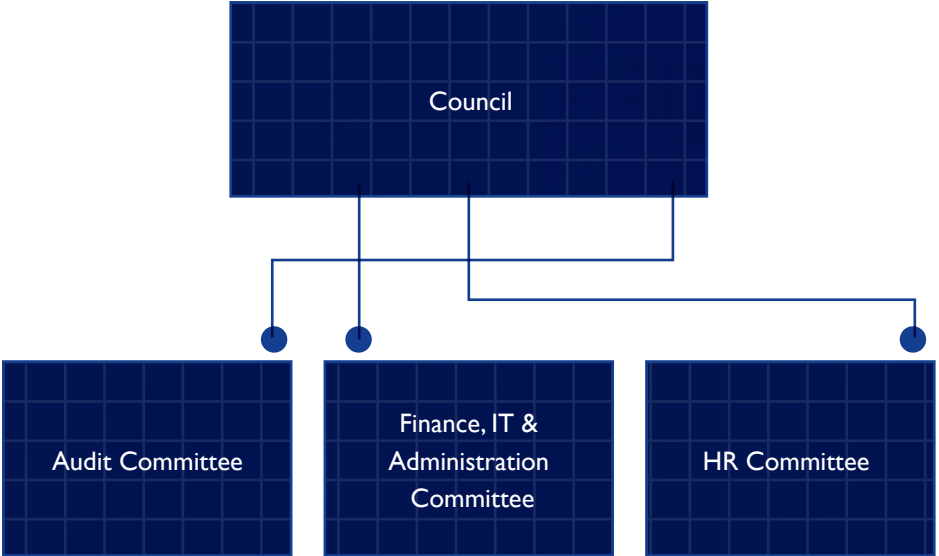 Council
Audit Committee
Finance, IT &
Administration
Committee
HR Committee